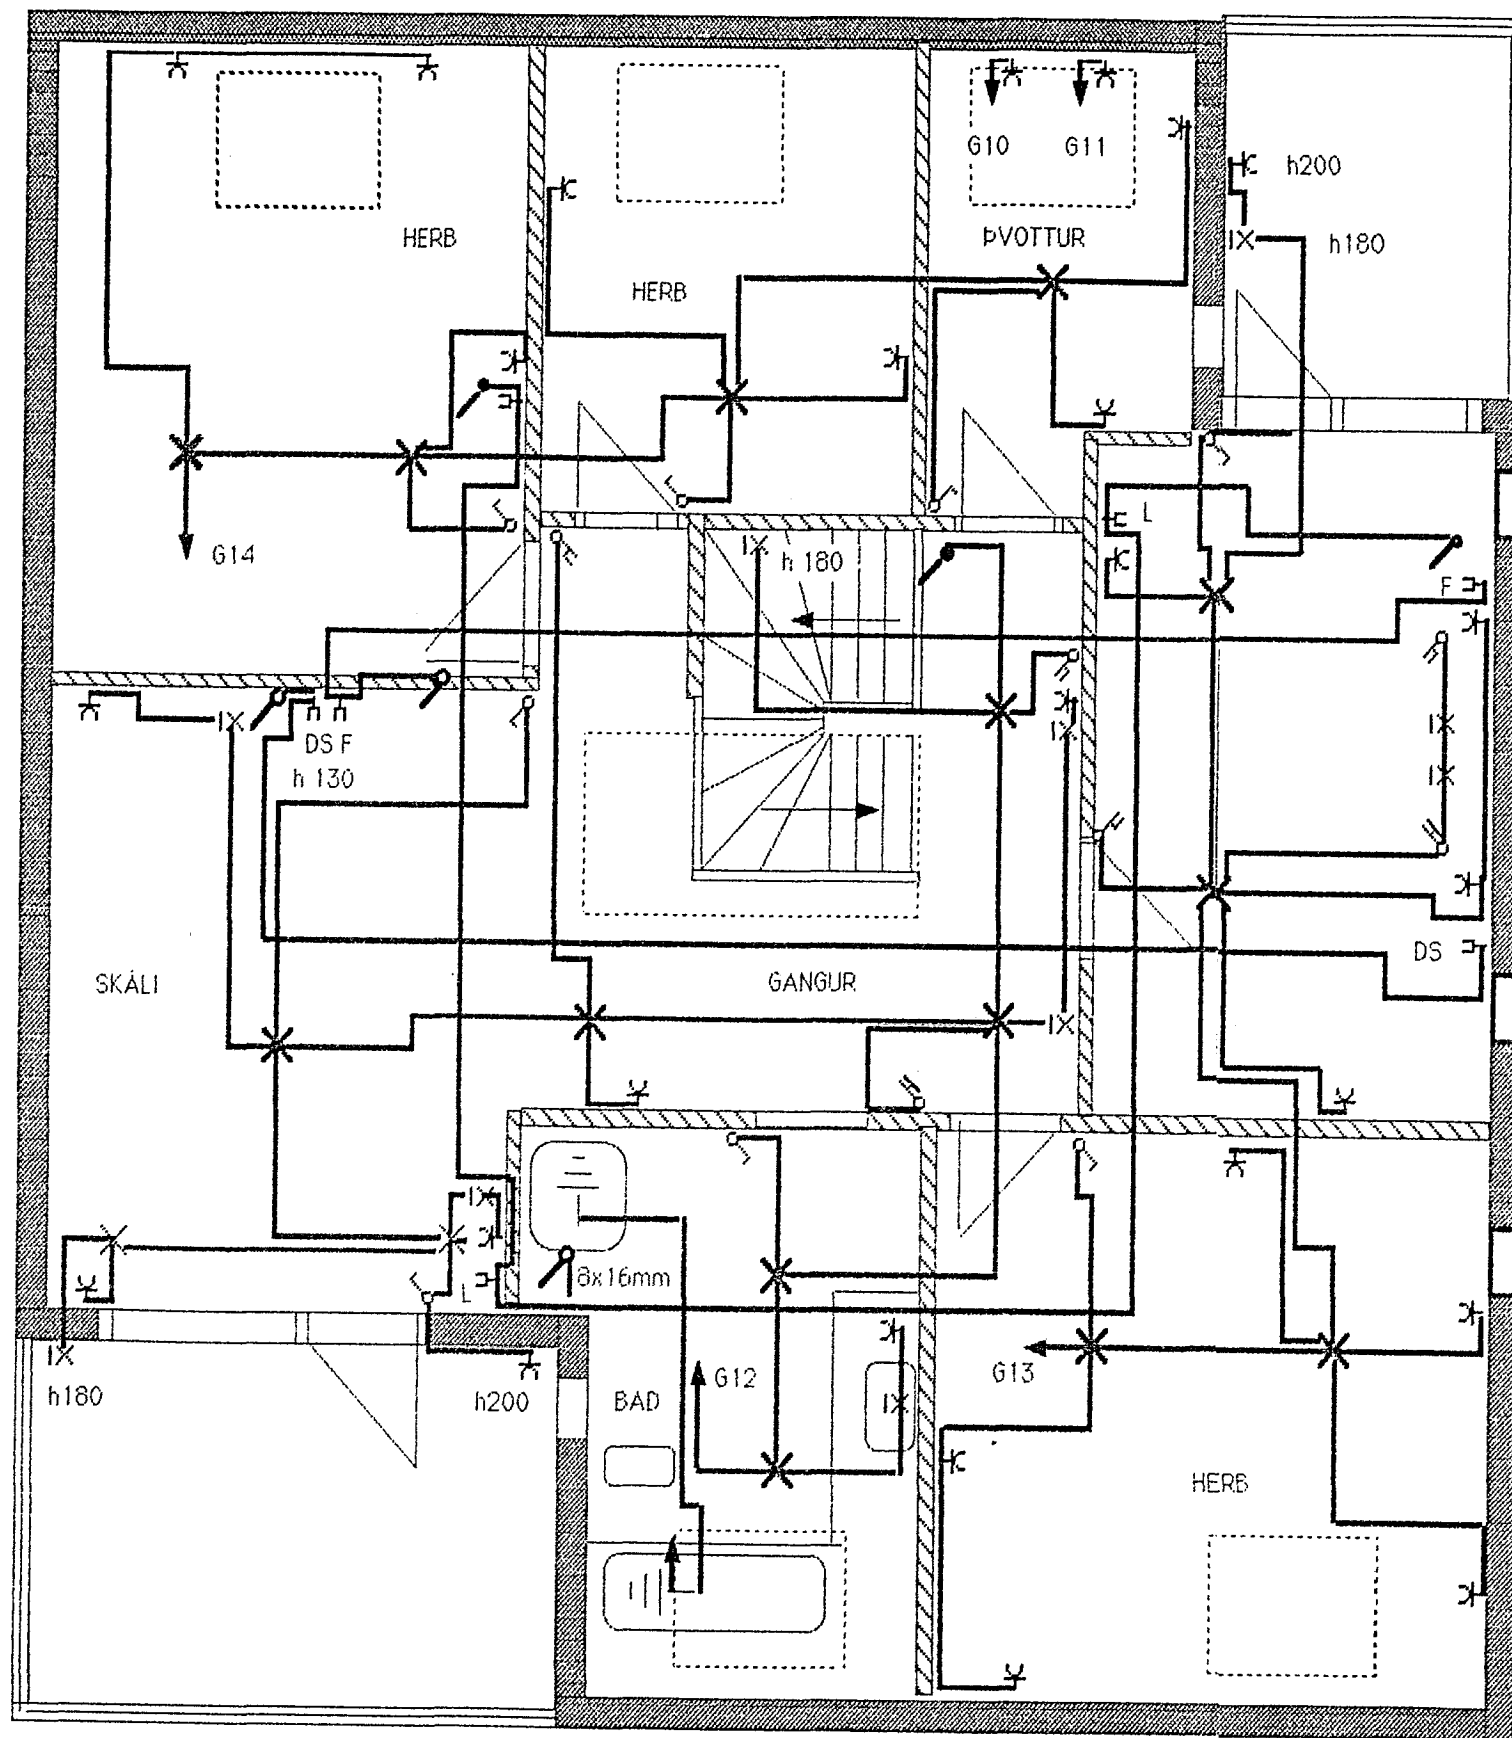 G10 G11
h200
HERB
ÞVOTTUR
h180
HERB
L
G14
h 180
F
DS F
h 130
DS
SKÁLI
GANGUR
8x16mm
L
G12
G13
h180
h200
BAÐ
HERB